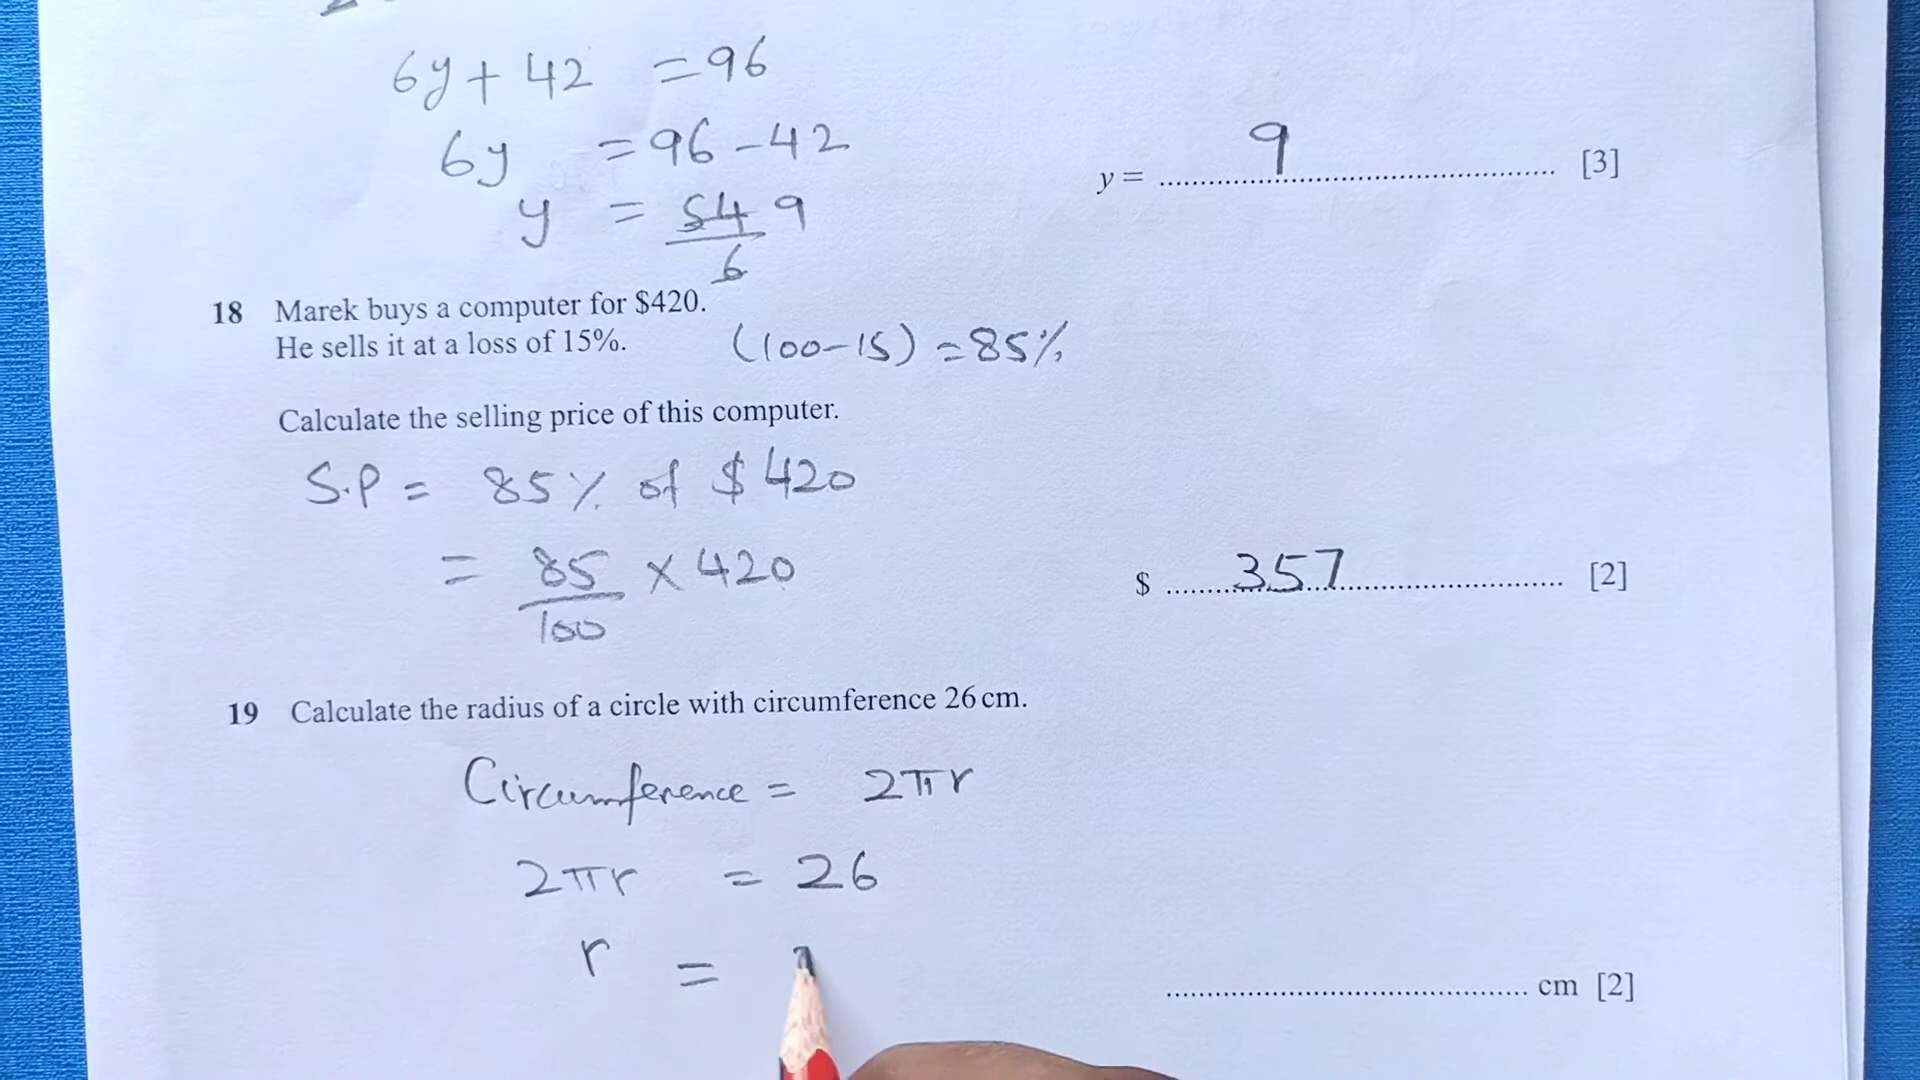 6y + 42 = 96
6y = 96 - 42
y = 54 9
6
y = 9 [3]
18 Marek buys a computer for $420.
He sells it at a loss of 15%. (100-15) = 85%
Calculate the selling price of this computer.
S.P = 85% of $420
= 85 × 420
100
$ 357 [2]
19 Calculate the radius of a circle with circumference 26 cm.
Circumference = 2πr
2πr = 26
r =
cm [2]